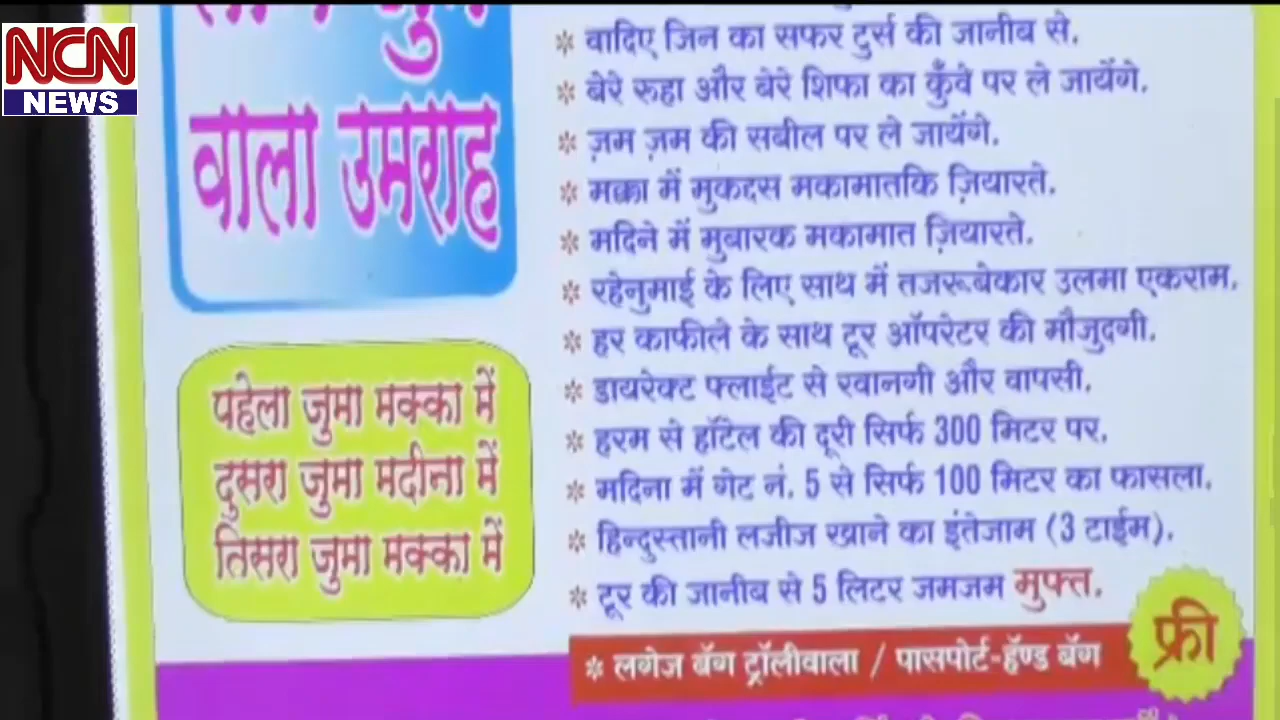 NCN
NEWS
वाला उमराह
पहेला जुमा मक्का में
दुसरा जुमा मदीना में
तिसरा जुमा मक्का में
* वादिए जिन का सफर टुर्स की जानीब से.
* बेरे रुहा और बेरे शिफा का कुँवे पर ले जायेंगे.
* ज़म ज़म की सबील पर ले जायेंगे.
* मक्का में मुकद्दस मकामातकि ज़ियारते.
* मदिने में मुबारक मकामात ज़ियारते.
* रहेनुमाई के लिए साथ में तजरूबेकार उलमा एकराम.
* हर काफीले के साथ टूर ऑपरेटर की मौजुदगी.
* डायरेक्ट फ्लाईट से रवानगी और वापसी.
* हरम से हॉटेल की दूरी सिर्फ 300 मिटर पर.
* मदिना में गेट नं. 5 से सिर्फ 100 मिटर का फासला.
* हिन्दुस्तानी लजीज खाने का इंतेजाम (3 टाईम).
* टूर की जानीब से 5 लिटर जमजम मुफ्त.
* लगेज बॅग ट्रॉलीवाला / पासपोर्ट-हॅण्ड बॅग
फ्री